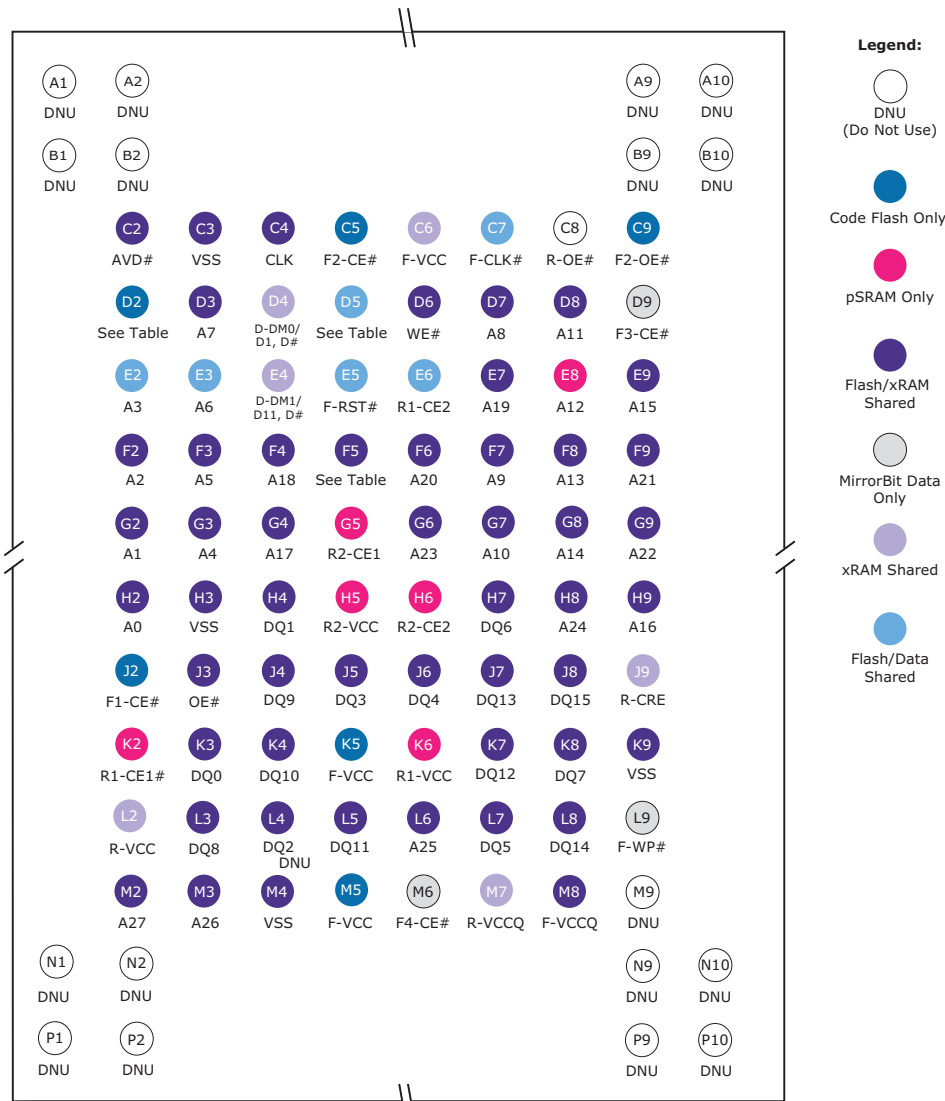 Legend:
A1 A2 A9 A10
DNU DNU DNU DNU
DNU
(Do Not Use)
B1 B2 B9 B10
DNU DNU DNU DNU
Code Flash Only
C2 C3 C4 C5 C6 C7 C8 C9
AVD# VSS CLK F2-CE# F-VCC F-CLK# R-OE# F2-OE#
pSRAM Only
D2 D3 D4 D5 D6 D7 D8 D9
See Table A7 D-DM0/ See Table WE# A8 A11 F3-CE#
D1, D#
Flash/xRAM
Shared
E2 E3 E4 E5 E6 E7 E8 E9
A3 A6 D-DM1/ F-RST# R1-CE2 A19 A12 A15
D11, D#
MirrorBit Data
Only
F2 F3 F4 F5 F6 F7 F8 F9
A2 A5 A18 See Table A20 A9 A13 A21
xRAM Shared
G2 G3 G4 G5 G6 G7 G8 G9
A1 A4 A17 R2-CE1 A23 A10 A14 A22
Flash/Data
Shared
H2 H3 H4 H5 H6 H7 H8 H9
A0 VSS DQ1 R2-VCC R2-CE2 DQ6 A24 A16
J2 J3 J4 J5 J6 J7 J8 J9
F1-CE# OE# DQ9 DQ3 DQ4 DQ13 DQ15 R-CRE
K2 K3 K4 K5 K6 K7 K8 K9
R1-CE1# DQ0 DQ10 F-VCC R1-VCC DQ12 DQ7 VSS
L2 L3 L4 L5 L6 L7 L8 L9
R-VCC DQ8 DQ2 DQ11 A25 DQ5 DQ14 F-WP#
DNU
M2 M3 M4 M5 M6 M7 M8 M9
A27 A26 VSS F-VCC F4-CE# R-VCCQ F-VCCQ DNU
N1 N2 N9 N10
DNU DNU DNU DNU
P1 P2 P9 P10
DNU DNU DNU DNU